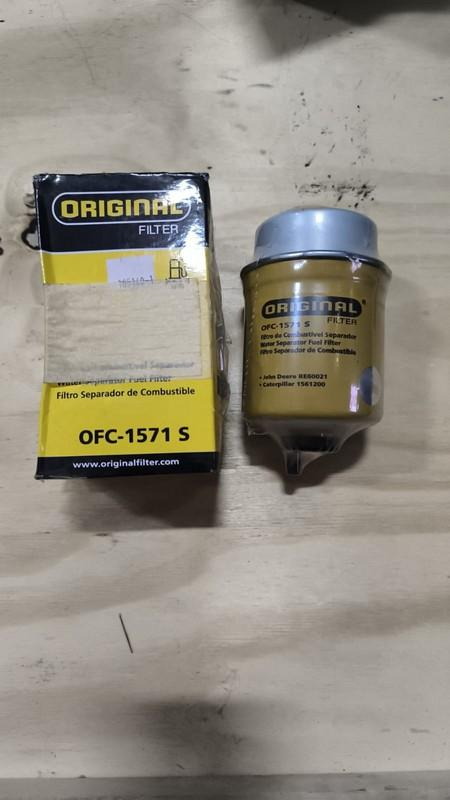 ORIGINAL
FILTER
Water Separator Fuel Filter
Filtro Separador de Combustible
OFC-1571 S
www.originalfilter.com
ORIGINAL®
FILTER
OFC-1571 S
Filtro de Combustível Separador
Water Separator Fuel Filter
Filtro Separador de Combustible
• John Deere RE60021
• Caterpillar 1561200